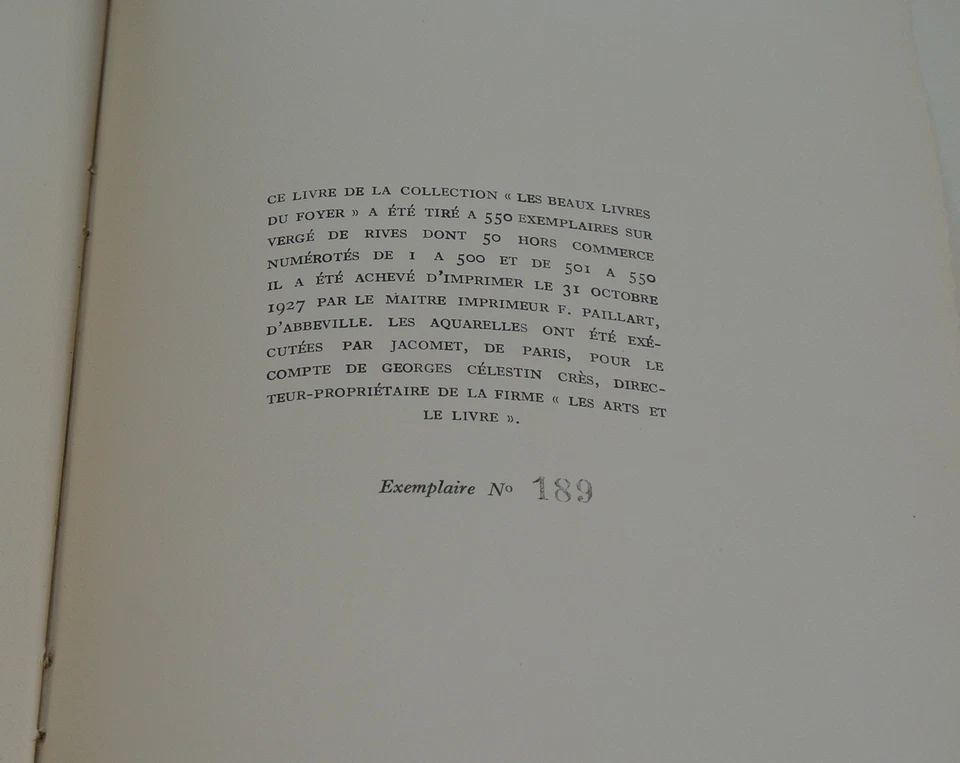 CE LIVRE DE LA COLLECTION « LES BEAUX LIVRES
DU FOYER » A ÉTÉ TIRÉ A 550 EXEMPLAIRES SUR
VERGÉ DE RIVES DONT 50 HORS COMMERCE
NUMÉROTÉS DE 1 A 500 ET DE 501 A 550
IL A ÉTÉ ACHEVÉ D'IMPRIMER LE 31 OCTOBRE
1927 PAR LE MAITRE IMPRIMEUR F. PAILLART,
D'ABBEVILLE. LES AQUARELLES ONT ÉTÉ EXÉ-
CUTÉES PAR JACOMET, DE PARIS, POUR LE
COMPTE DE GEORGES CÉLESTIN CRÈS, DIREC-
TEUR-PROPRIÉTAIRE DE LA FIRME « LES ARTS ET
LE LIVRE ».
Exemplaire Nº 189